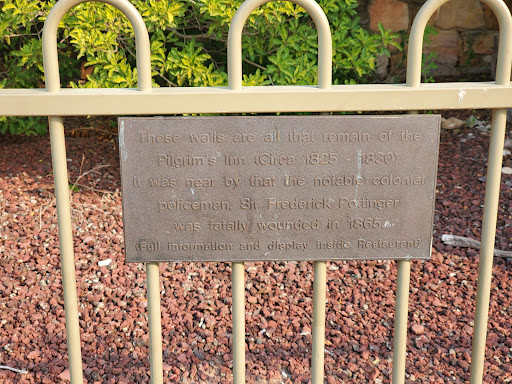 These walls are all that remain of the
Pilgrim's Inn (Circa 1825 - 1830).
It was near by that the notable colonial
policeman, Sir Frederick Pottinger
was fatally wounded in 1865.
(Full information and display inside Restaurant)